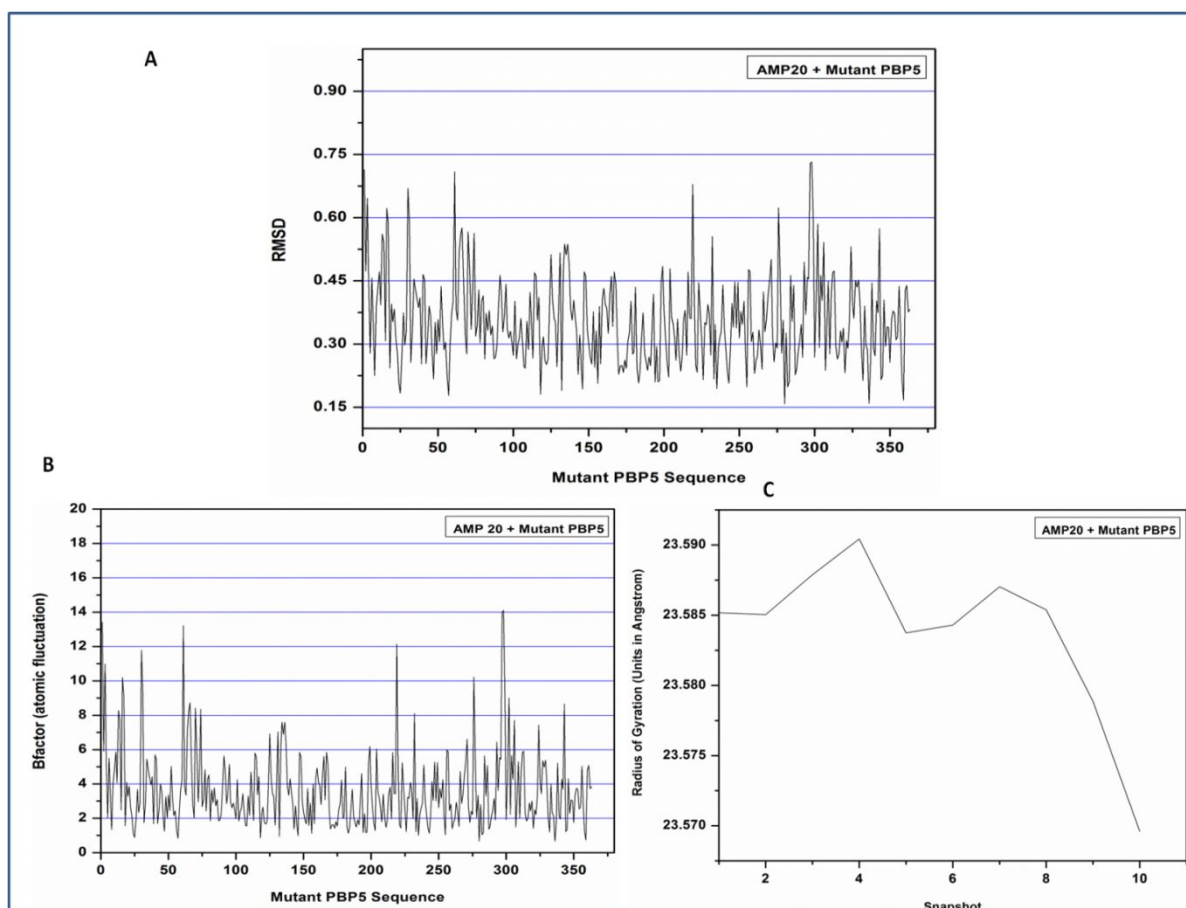 A
AMP20 + Mutant PBP5
0.90
0.75
0.60
0.45
0.30
0.15
RMSD
0 50 100 150 200 250 300 350
Mutant PBP5 Sequence
B
AMP 20 + Mutant PBP5
20
18
16
14
12
10
8
6
4
2
0
Bfactor (atomic fluctuation)
0 50 100 150 200 250 300 350
Mutant PBP5 Sequence
C
AMP20 + Mutant PBP5
23.590
23.585
23.580
23.575
23.570
Radius of Gyration (Units in Angstrom)
2 4 6 8 10
Snapshot